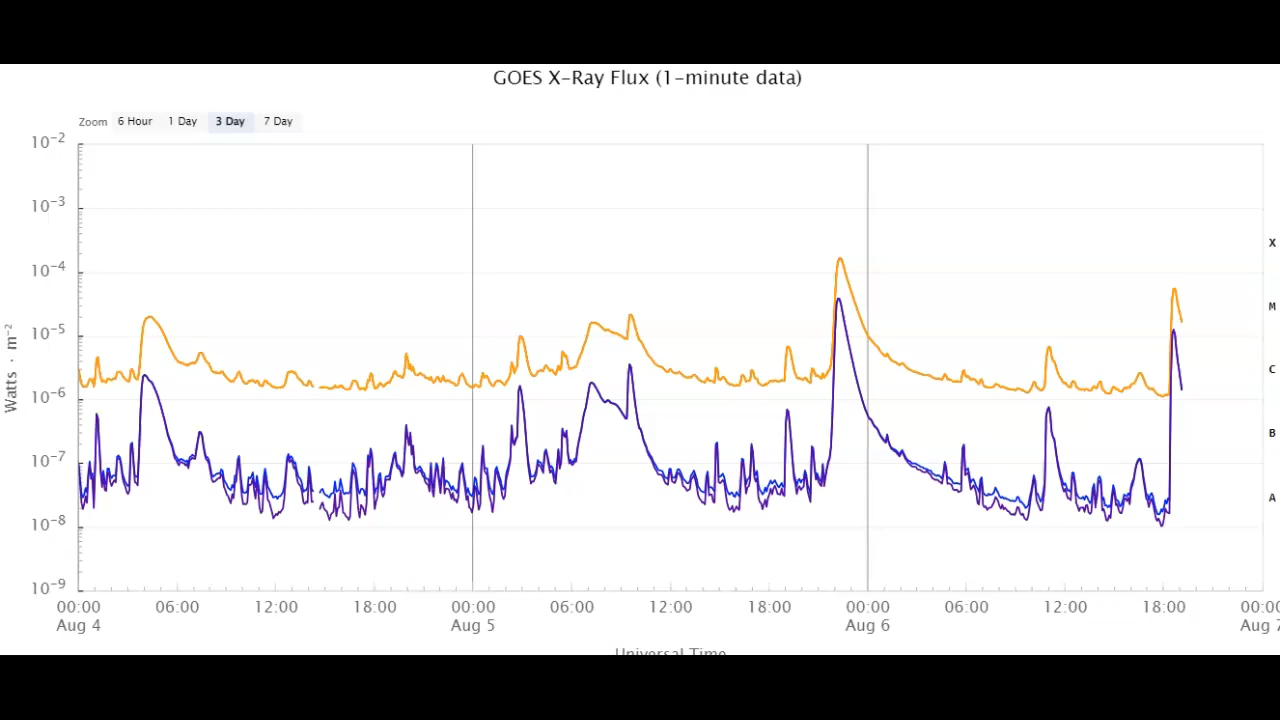 GOES X-Ray Flux (1-minute data)
Zoom 6 Hour 1 Day 3 Day 7 Day
10⁻²
10⁻³
10⁻⁴
10⁻⁵
10⁻⁶
10⁻⁷
10⁻⁸
10⁻⁹
Watts · m⁻²
X
M
C
B
A
00:00 06:00 12:00 18:00 00:00 06:00 12:00 18:00 00:00 06:00 12:00 18:00 00:00
Aug 4 Aug 5 Aug 6 Aug 7
Universal Time